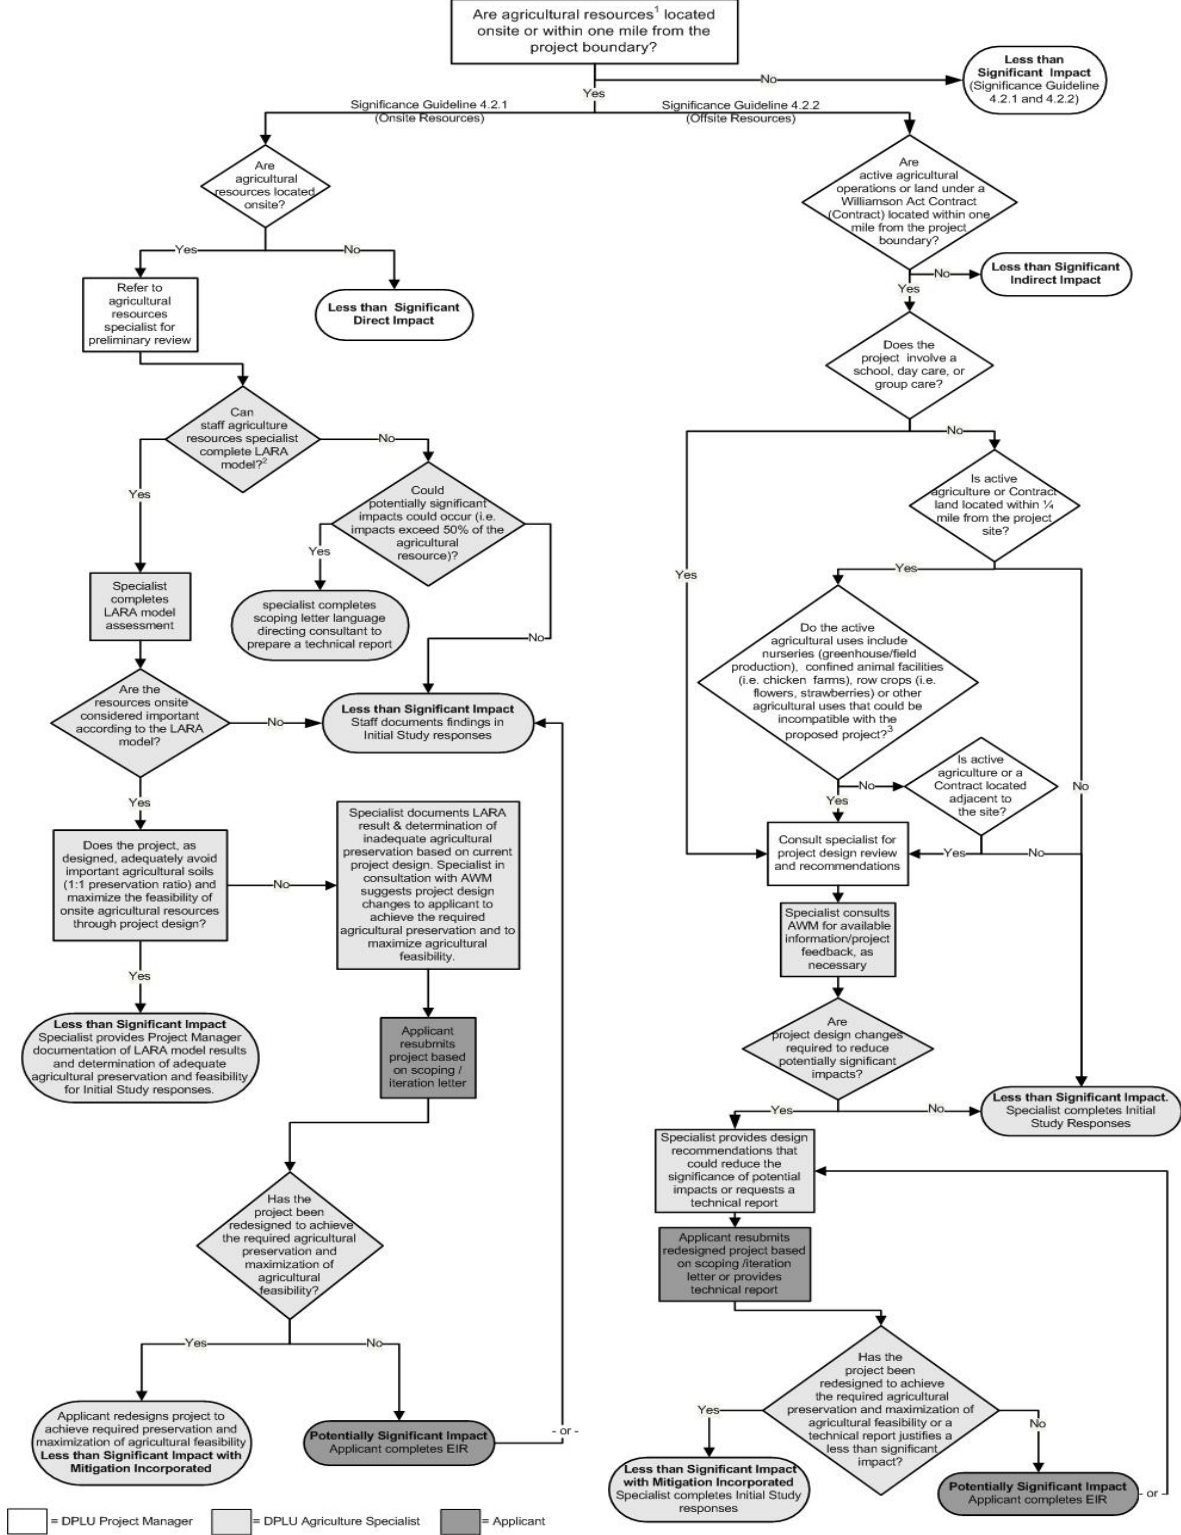 Are agricultural resources¹ located
onsite or within one mile from the
project boundary?
No
Less than
Significant Impact
(Significance Guideline
4.2.1 and 4.2.2)
Yes
Significance Guideline 4.2.1
(Onsite Resources)
Significance Guideline 4.2.2
(Offsite Resources)
Are
agricultural
resources located
onsite?
Yes
No
Refer to
agricultural
resources
specialist for
preliminary review
Less than Significant
Direct Impact
Can
staff agriculture
resources specialist
complete LARA
model?²
No
Yes
Could
potentially significant
impacts could occur (i.e.
impacts exceed 50% of the
agricultural
resource)?
Yes
No
specialist completes
scoping letter language
directing consultant to
prepare a technical report
Specialist
completes
LARA model
assessment
Are the
resources onsite
considered important
according to the LARA
model?
No
Less than Significant Impact
Staff documents findings in
Initial Study responses
Yes
Does the project, as
designed, adequately avoid
important agricultural soils
(1:1 preservation ratio) and
maximize the feasibility of
onsite agricultural resources
through project design?
No
Specialist documents LARA
result & determination of
inadequate agricultural
preservation based on current
project design. Specialist in
consultation with AWM
suggests project design
changes to applicant to
achieve the required
agricultural preservation and to
maximize agricultural
feasibility.
Yes
Less than Significant Impact
Specialist provides Project Manager
documentation of LARA model results
and determination of adequate
agricultural preservation and feasibility
for Initial Study responses.
Applicant
resubmits
project based
on scoping /
iteration letter
Has the
project been
redesigned to achieve
the required agricultural
preservation and
maximization of
agricultural
feasibility?
Yes
No
Applicant redesigns project to
achieve required preservation and
maximization of agricultural feasibility
Less than Significant Impact with
Mitigation Incorporated
Potentially Significant Impact
Applicant completes EIR
- or -
Are
active agricultural
operations or land under a
Williamson Act Contract
(Contract) located within one
mile from the project
boundary?
No
Less than Significant
Indirect Impact
Yes
Does the
project involve a
school, day care, or
group care?
No
Yes
Is active
agriculture or Contract
land located within ¼
mile from the project
site?
Yes
No
Do the active
agricultural uses include
nurseries (greenhouse/field
production), confined animal facilities
(i.e. chicken farms), row crops (i.e.
flowers, strawberries) or other
agricultural uses that could be
incompatible with the
proposed project?³
No
Yes
Is active
agriculture or a
Contract located
adjacent to
the site?
Yes
No
Consult specialist for
project design review
and recommendations
Specialist consults
AWM for available
information/project
feedback, as
necessary
Are
project design changes
required to reduce
potentially significant
impacts?
Yes
No
Less than Significant Impact.
Specialist completes Initial
Study Responses
Specialist provides design
recommendations that
could reduce the
significance of potential
impacts or requests a
technical report
Applicant resubmits
redesigned project based
on scoping /iteration
letter or provides
technical report
Has the
project been
redesigned to achieve
the required agricultural
preservation and maximization of
agricultural feasibility or a
technical report justifies a
less than significant
impact?
Yes
No
Less than Significant Impact
with Mitigation Incorporated
Specialist completes Initial Study
responses
Potentially Significant Impact
Applicant completes EIR
- or -
= DPLU Project Manager
= DPLU Agriculture Specialist
= Applicant